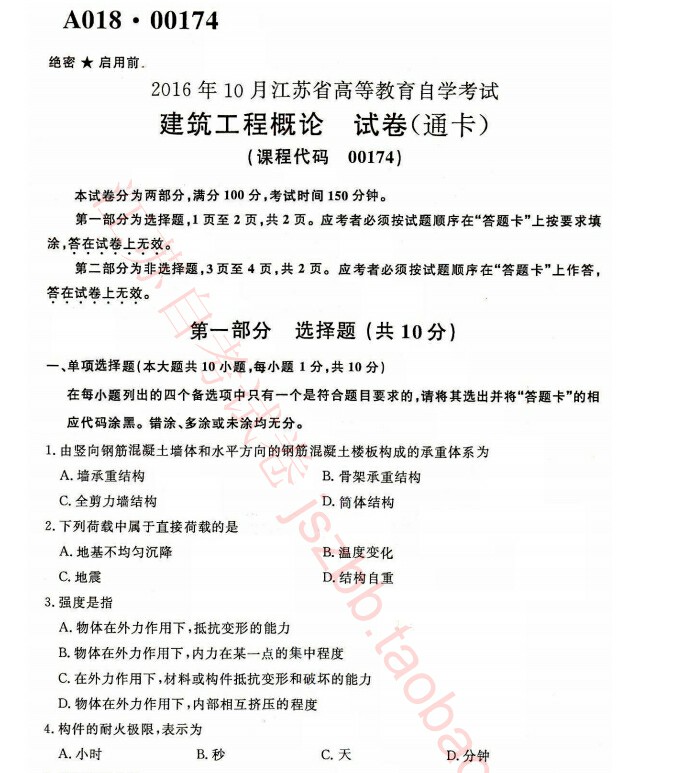 A018·00174
绝密★启用前
2016年10月江苏省高等教育自学考试
建筑工程概论 试卷(通卡)
(课程代码 00174)
本试卷分为两部分,满分100分,考试时间150分钟。
第一部分为选择题,1页至2页,共2页。应考者必须按试题顺序在“答题卡”上按要求填
涂,答在试卷上无效。
第二部分为非选择题,3页至4页,共2页。应考者必须按试题顺序在“答题卡”上作答,
答在试卷上无效。
第一部分 选择题(共10分)
一、单项选择题(本大题共10小题,每小题1分,共10分)
在每小题列出的四个备选项中只有一个是符合题目要求的,请将其选出并将“答题卡”的相
应代码涂黑。错涂、多涂或未涂均无分。
1.由竖向钢筋混凝土墙体和水平方向的钢筋混凝土楼板构成的承重体系为
A.墙承重结构 B.骨架承重结构
C.全剪力墙结构 D.筒体结构
2.下列荷载中属于直接荷载的是
A.地基不均匀沉降 B.温度变化
C.地震 D.结构自重
3.强度是指
A.物体在外力作用下,抵抗变形的能力
B.物体在外力作用下,内力在某一点的集中程度
C.在外力作用下,材料或构件抵抗变形和破坏的能力
D.物体在外力作用下,内部相互挤压的程度
4.构件的耐火极限,表示为
A.小时 B.秒 C.天 D.分钟
江苏自考试卷 jszbb.taobao